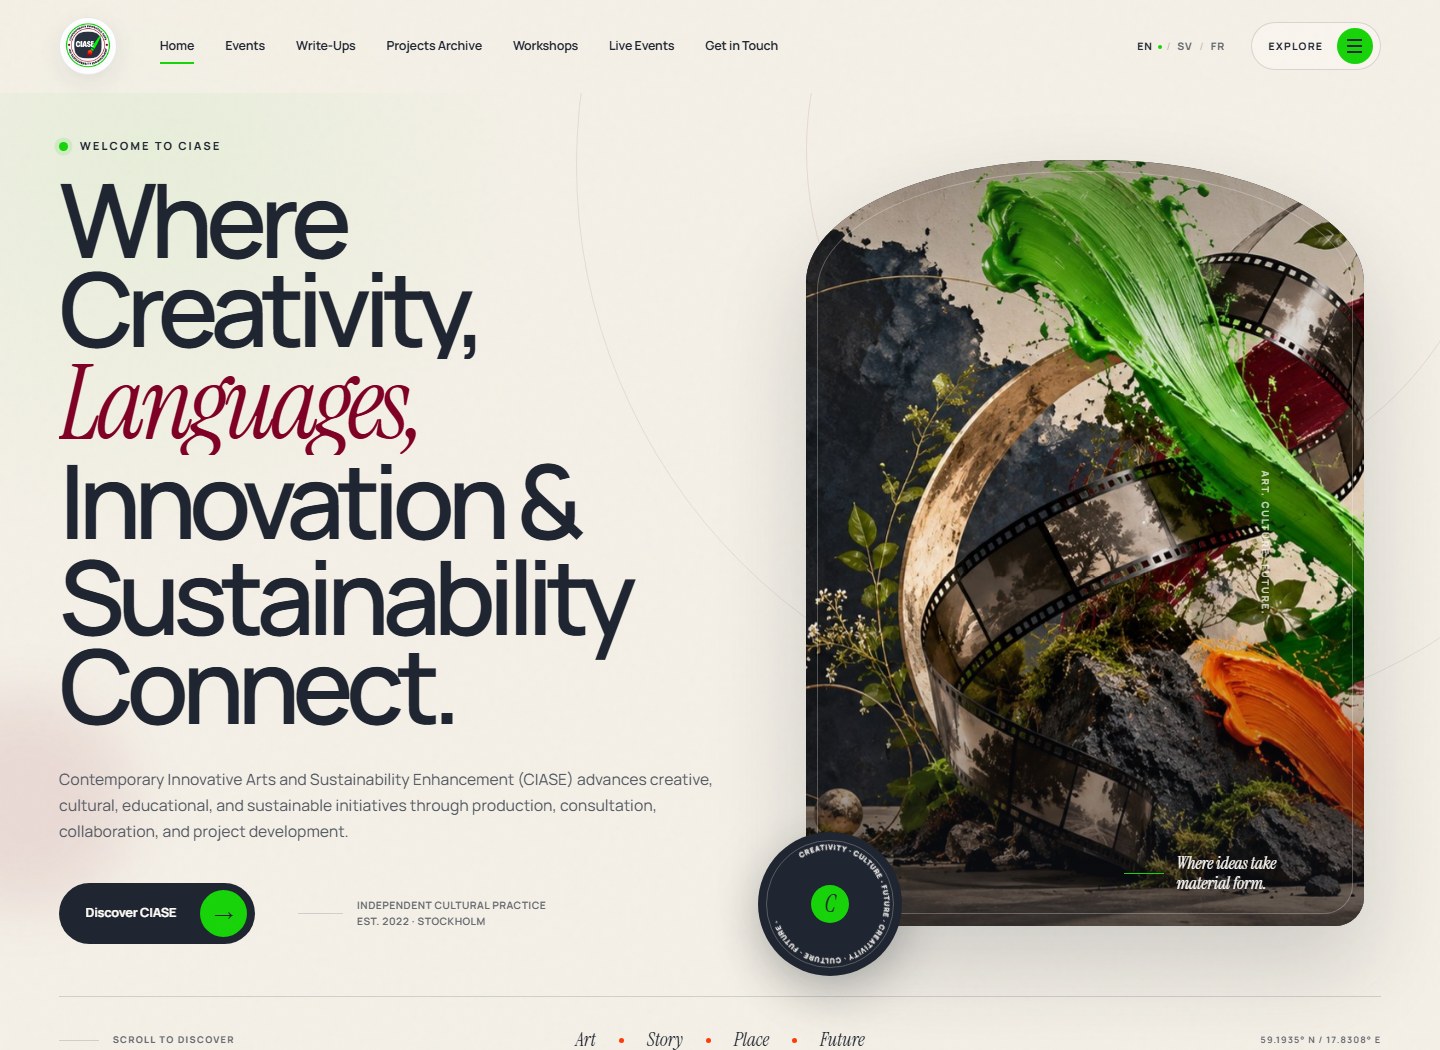 CIASE
Home
Events
Write-Ups
Projects Archive
Workshops
Live Events
Get in Touch
EN / SV / FR
EXPLORE
WELCOME TO CIASE
Where
Creativity,
Languages,
Innovation &
Sustainability
Connect.
Contemporary Innovative Arts and Sustainability Enhancement (CIASE) advances creative,
cultural, educational, and sustainable initiatives through production, consultation,
collaboration, and project development.
Discover CIASE →
INDEPENDENT CULTURAL PRACTICE
EST. 2022 · STOCKHOLM
ART, CULTURE, FUTURE.
Where ideas take
material form.
CREATIVITY · CULTURE · FUTURE · CREATIVITY · CULTURE · FUTURE ·
C
SCROLL TO DISCOVER
Art • Story • Place • Future
59.1935° N / 17.8308° E